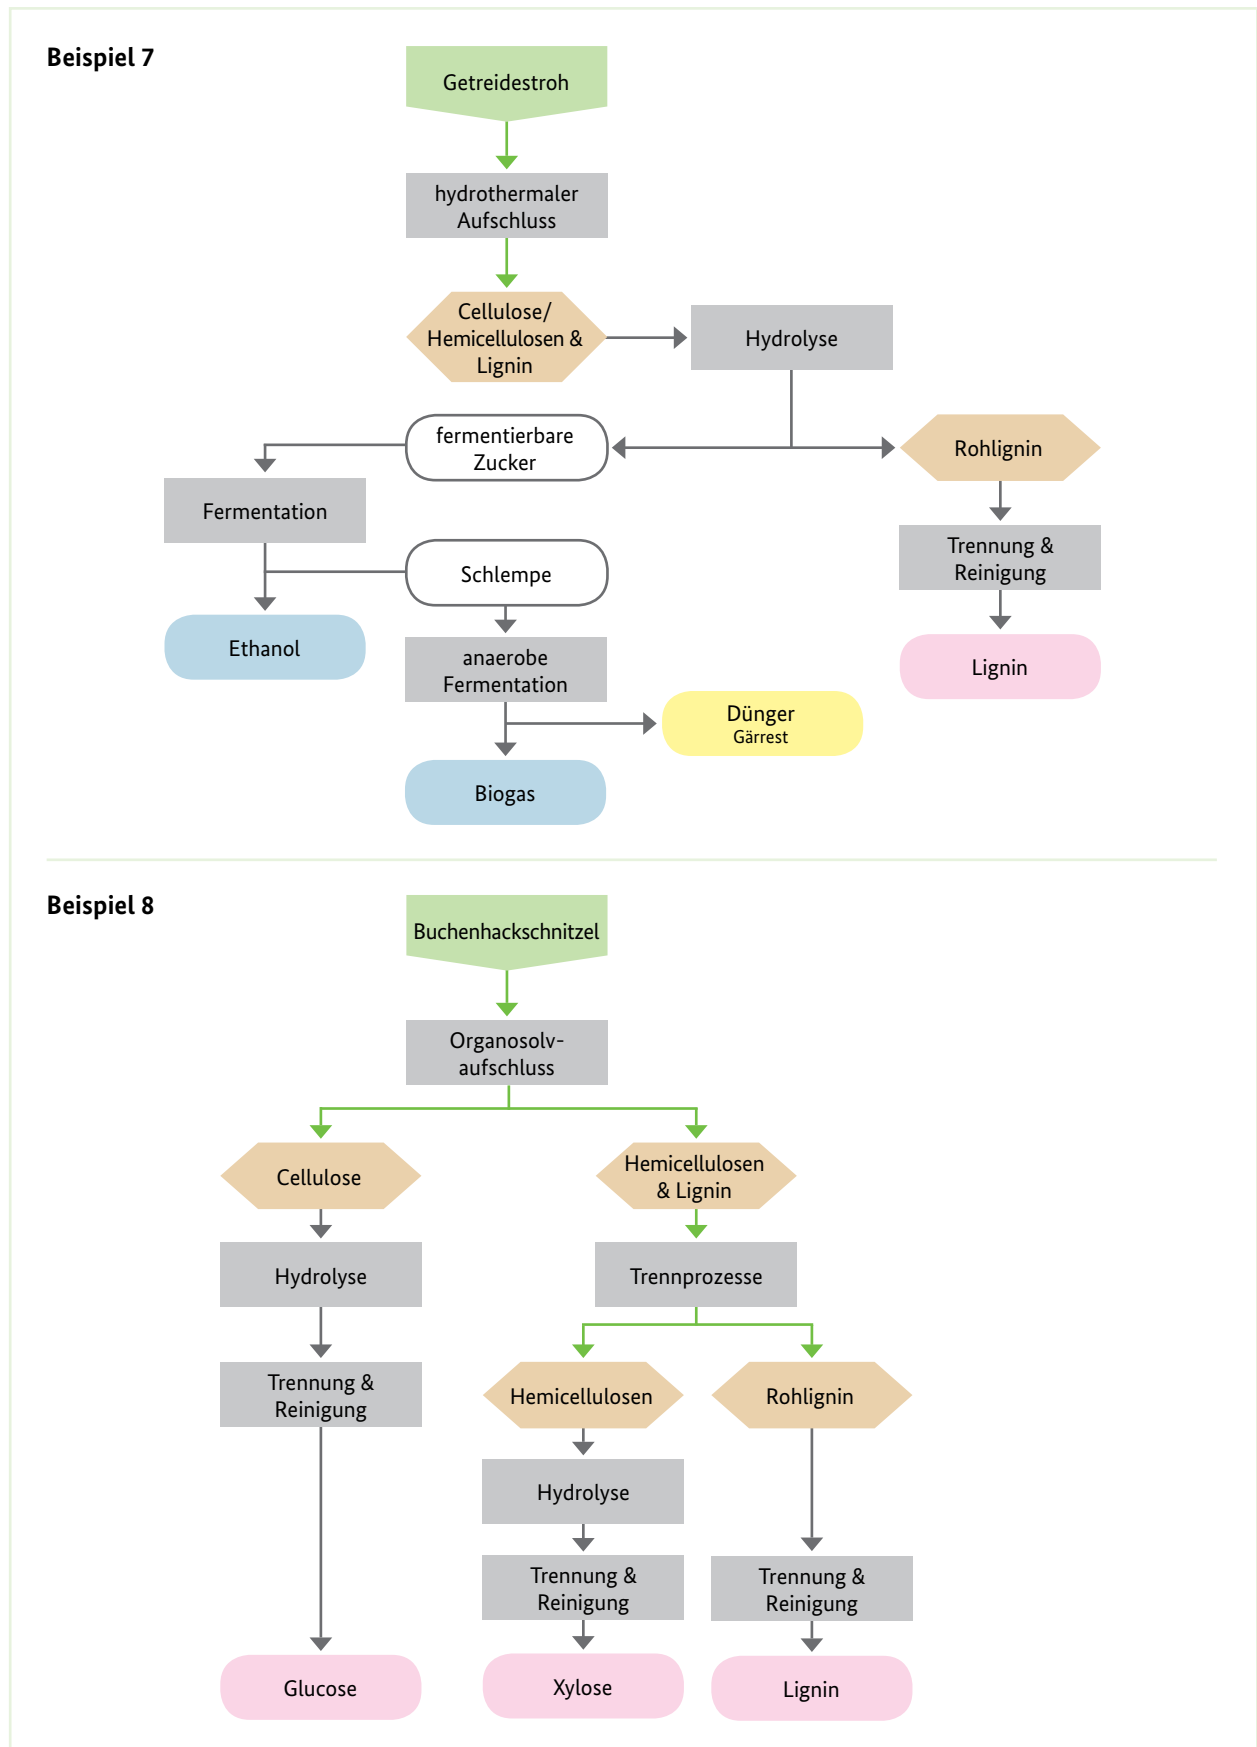 Beispiel 7
Getreidestroh
hydrothermaler
Aufschluss
Cellulose/
Hemicellulosen &
Lignin
Hydrolyse
fermentierbare
Zucker
Rohlignin
Fermentation
Trennung &
Reinigung
Schlempe
Ethanol
anaerobe
Fermentation
Lignin
Dünger
Gärrest
Biogas
Beispiel 8
Buchenhackschnitzel
Organosolv-
aufschluss
Cellulose
Hemicellulosen
& Lignin
Hydrolyse
Trennprozesse
Trennung &
Reinigung
Hemicellulosen
Rohlignin
Hydrolyse
Trennung &
Reinigung
Trennung &
Reinigung
Glucose
Xylose
Lignin